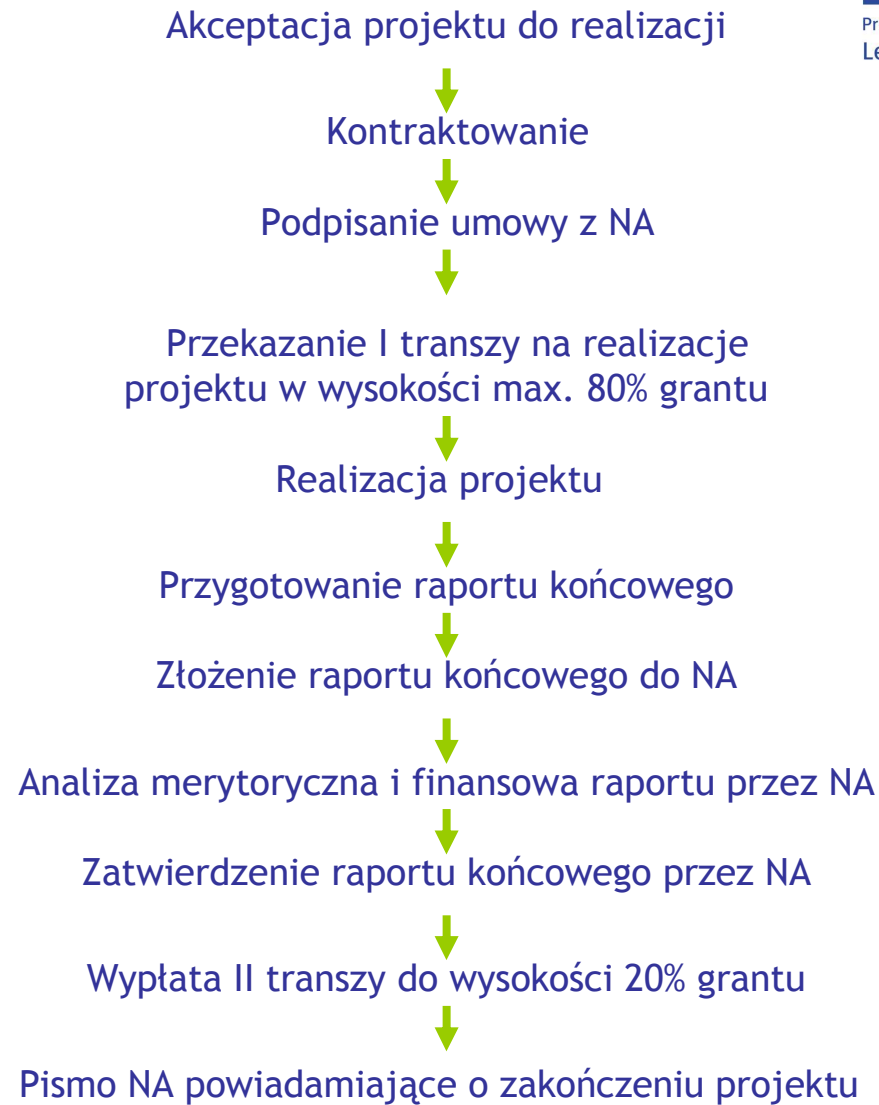 Akceptacja projektu do realizacji
Pr
Le
Kontraktowanie
Podpisanie umowy z NA
Przekazanie I transzy na realizacje
projektu w wysokości max. 80% grantu
Realizacja projektu
Przygotowanie raportu końcowego
Złożenie raportu końcowego do NA
Analiza merytoryczna i finansowa raportu przez NA
Zatwierdzenie raportu końcowego przez NA
Wypłata II transzy do wysokości 20% grantu
Pismo NA powiadamiające o zakończeniu projektu